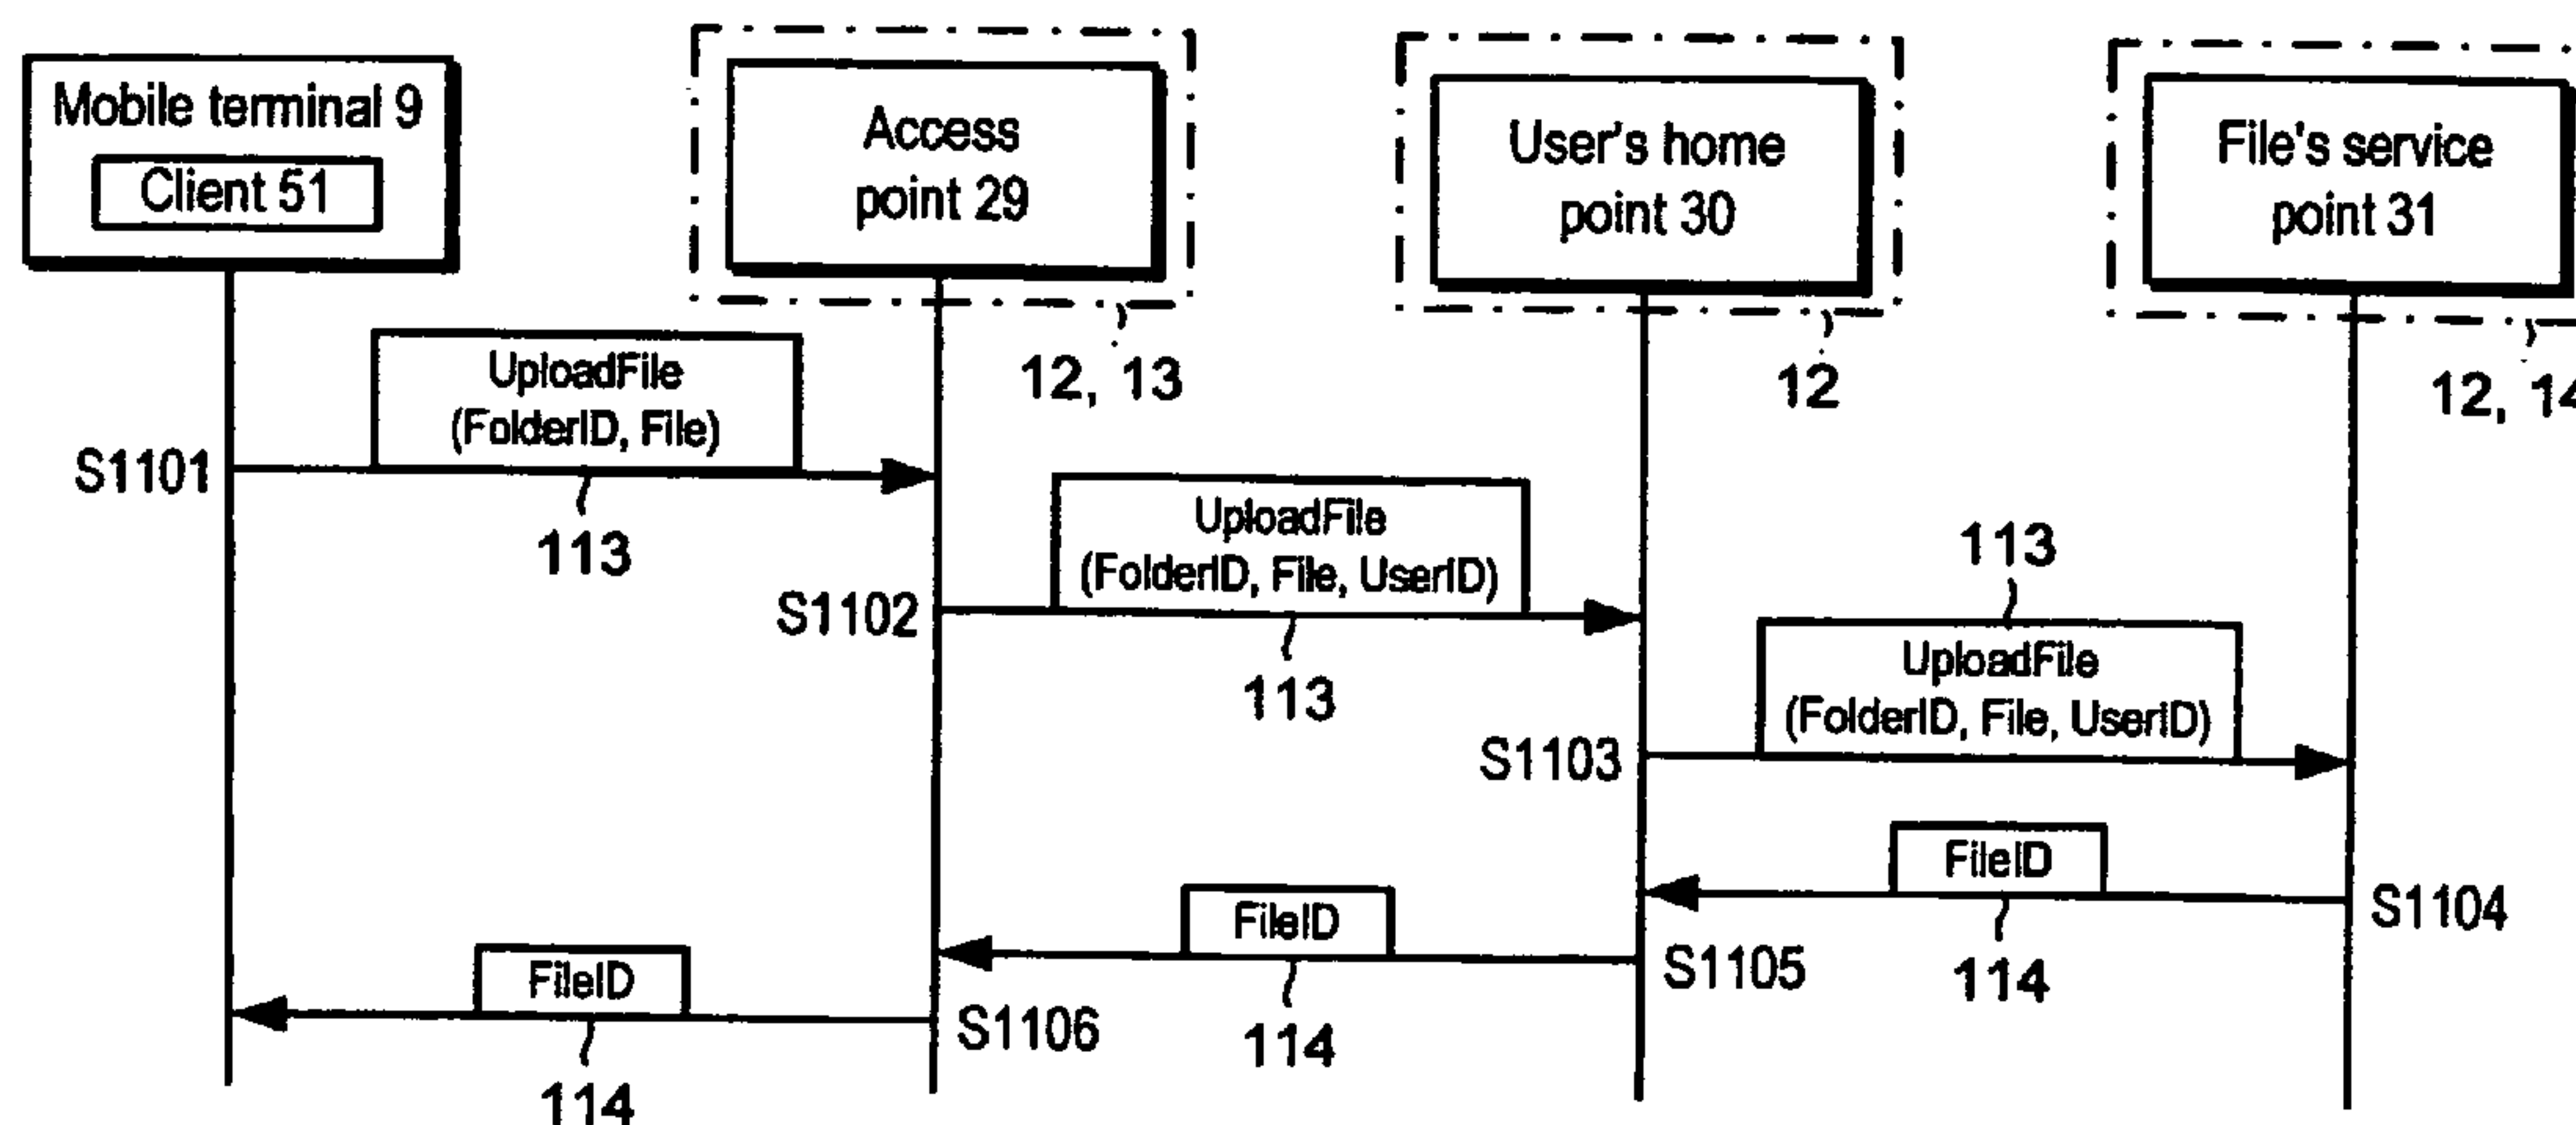 Mobile terminal 9
Client 51
Access
point 29
User's home
point 30
File's service
point 31
12, 13
12
12, 14
UploadFile
(FolderID, File)
S1101
113
UploadFile
(FolderID, File, UserID)
S1102
113
113
UploadFile
(FolderID, File, UserID)
S1103
FileID
S1104
114
FileID
S1105
114
FileID
S1106
114